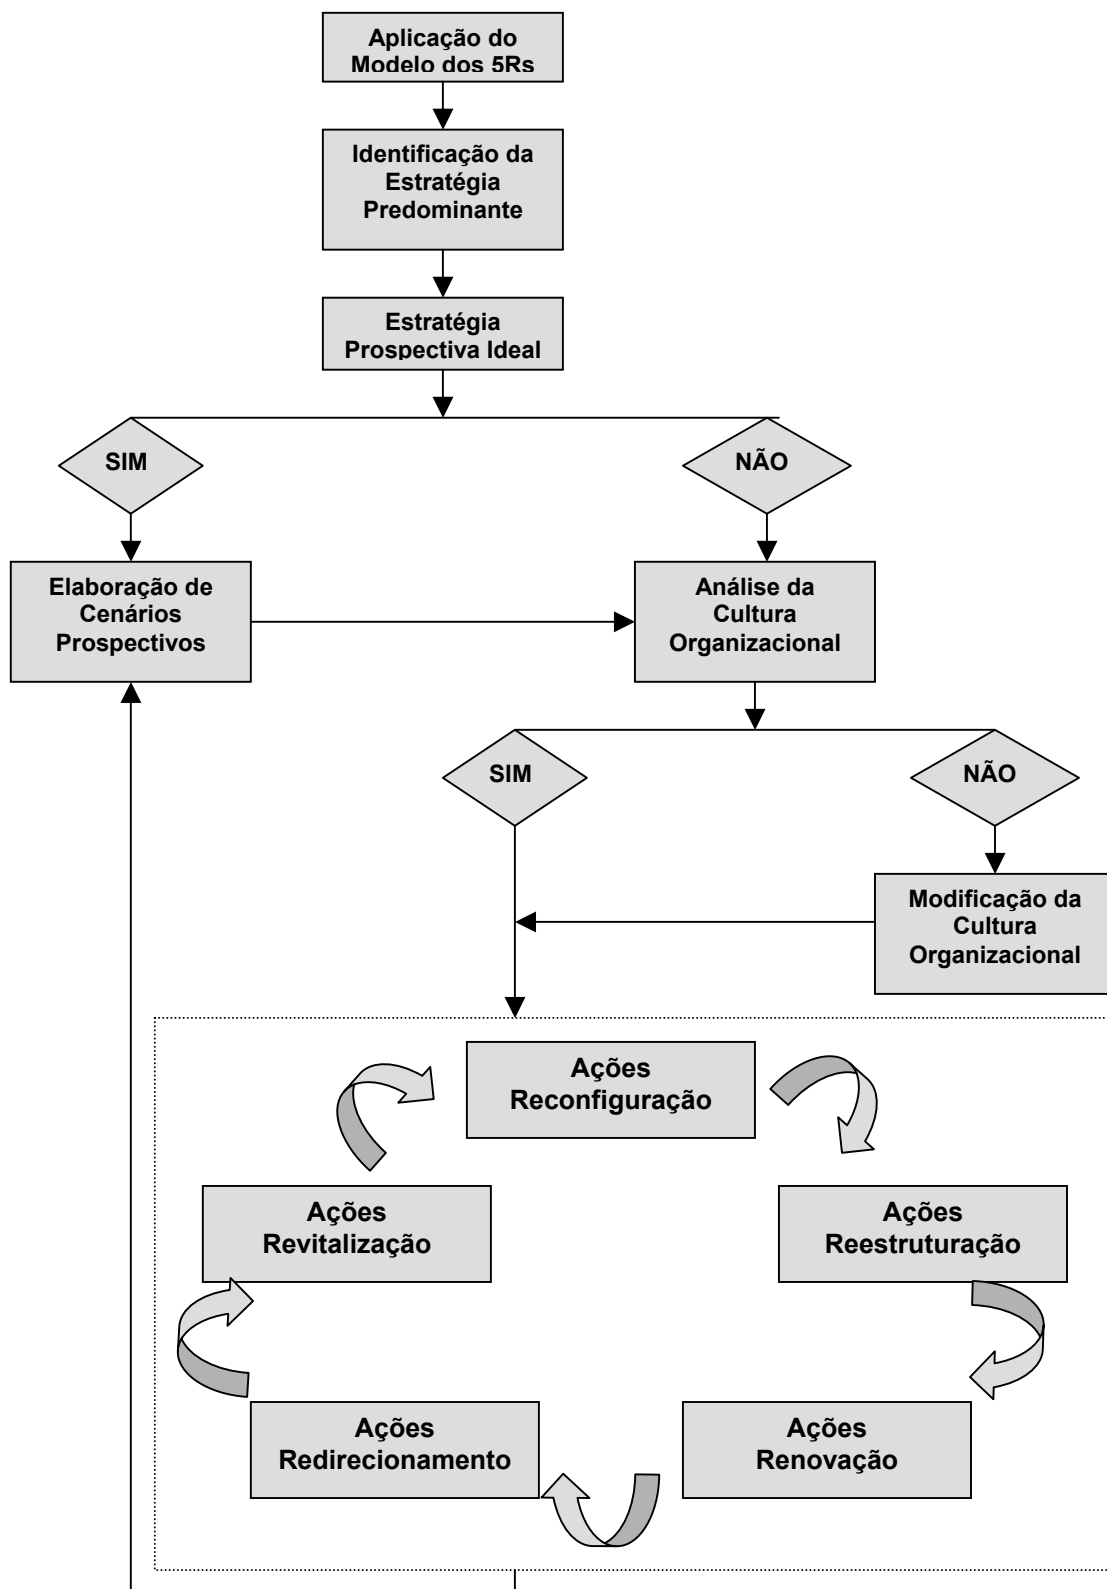 Aplicação do
Modelo dos 5Rs
Identificação da
Estratégia
Predominante
Estratégia
Prospectiva Ideal
SIM
NÃO
Elaboração de
Cenários
Prospectivos
Análise da
Cultura
Organizacional
SIM
NÃO
Modificação da
Cultura
Organizacional
Ações
Reconfiguração
Ações
Revitalização
Ações
Reestruturação
Ações
Redirecionamento
Ações
Renovação